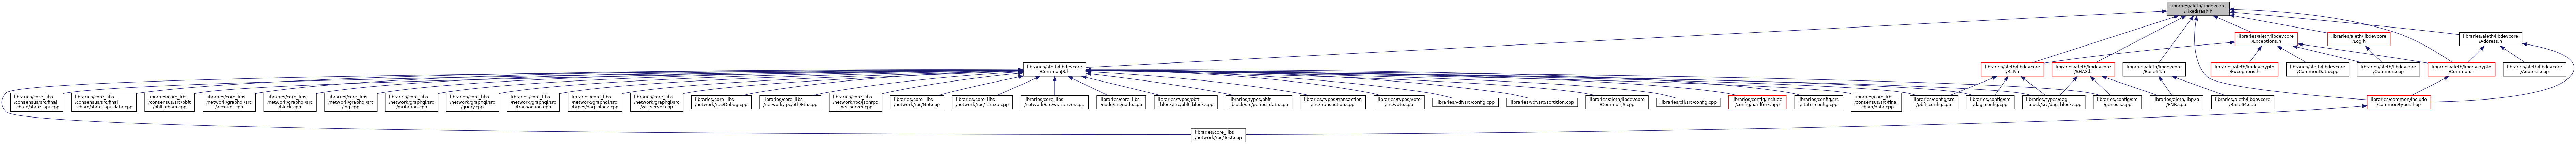 libraries/aleth/libdevcore
/FixedHash.h
libraries/aleth/libdevcore
/Exceptions.h
libraries/aleth/libdevcore
/Log.h
libraries/aleth/libdevcore
/Address.h
libraries/aleth/libdevcore
/CommonJS.h
libraries/aleth/libdevcore
/RLP.h
libraries/aleth/libdevcore
/SHA3.h
libraries/aleth/libdevcore
/Base64.h
libraries/aleth/libdevcrypto
/Exceptions.h
libraries/aleth/libdevcore
/CommonData.cpp
libraries/aleth/libdevcore
/Common.cpp
libraries/aleth/libdevcrypto
/Common.h
libraries/aleth/libdevcore
/Address.cpp
libraries/core_libs
/consensus/src/final
_chain/state_api.cpp
libraries/core_libs
/consensus/src/final
_chain/state_api_data.cpp
libraries/core_libs
/consensus/src/pbft
/pbft_chain.cpp
libraries/core_libs
/network/graphql/src
/account.cpp
libraries/core_libs
/network/graphql/src
/block.cpp
libraries/core_libs
/network/graphql/src
/log.cpp
libraries/core_libs
/network/graphql/src
/mutation.cpp
libraries/core_libs
/network/graphql/src
/query.cpp
libraries/core_libs
/network/graphql/src
/transaction.cpp
libraries/core_libs
/network/graphql/src
/types/dag_block.cpp
libraries/core_libs
/network/graphql/src
/ws_server.cpp
libraries/core_libs
/network/rpc/Debug.cpp
libraries/core_libs
/network/rpc/eth/Eth.cpp
libraries/core_libs
/network/rpc/jsonrpc
_ws_server.cpp
libraries/core_libs
/network/rpc/Net.cpp
libraries/core_libs
/network/rpc/Taraxa.cpp
libraries/core_libs
/network/src/ws_server.cpp
libraries/core_libs
/node/src/node.cpp
libraries/types/pbft
_block/src/pbft_block.cpp
libraries/types/pbft
_block/src/period_data.cpp
libraries/types/transaction
/src/transaction.cpp
libraries/types/vote
/src/vote.cpp
libraries/vdf/src/config.cpp
libraries/vdf/src/sortition.cpp
libraries/aleth/libdevcore
/CommonJS.cpp
libraries/cli/src/config.cpp
libraries/config/include
/config/hardfork.hpp
libraries/config/src
/state_config.cpp
libraries/core_libs
/consensus/src/final
_chain/data.cpp
libraries/config/src
/pbft_config.cpp
libraries/config/src
/dag_config.cpp
libraries/types/dag
_block/src/dag_block.cpp
libraries/config/src
/genesis.cpp
libraries/aleth/libp2p
/ENR.cpp
libraries/aleth/libdevcore
/Base64.cpp
libraries/common/include
/common/types.hpp
libraries/core_libs
/network/rpc/Test.cpp